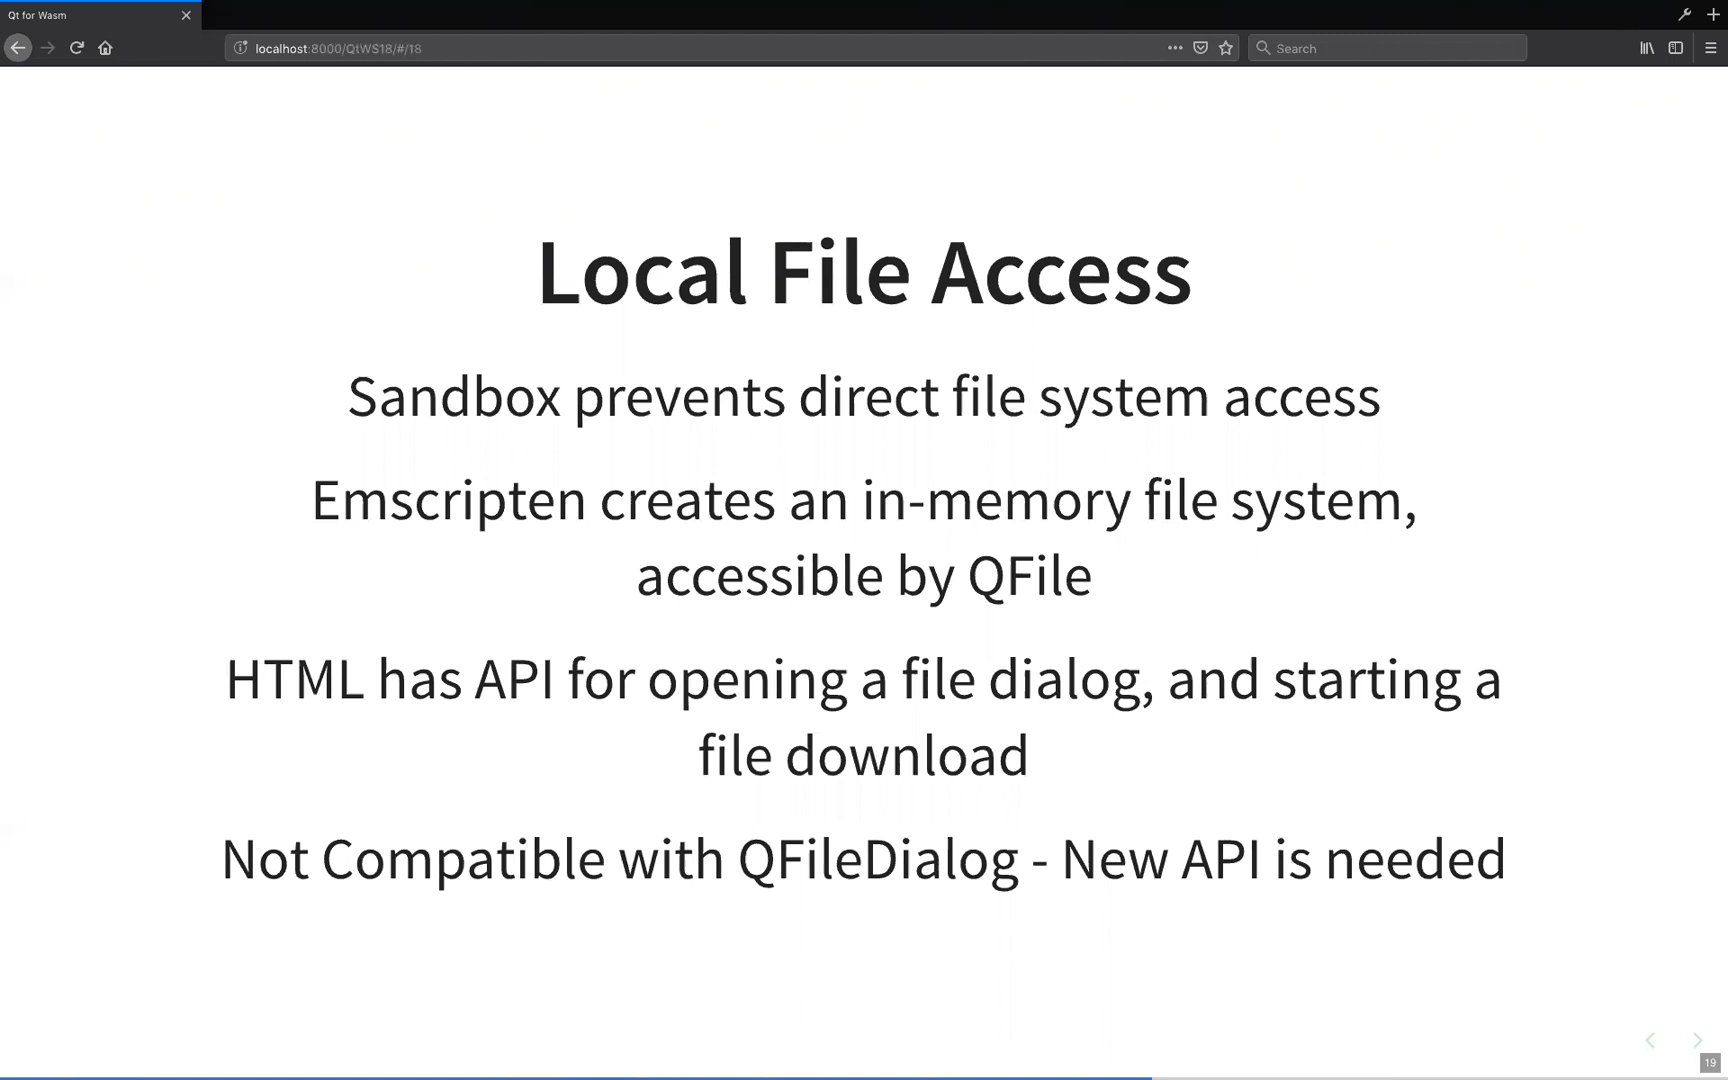 Qt for Wasm
localhost:8000/QtWS18/#/18
Search
Local File Access
Sandbox prevents direct file system access
Emscripten creates an in-memory file system,
accessible by QFile
HTML has API for opening a file dialog, and starting a
file download
Not Compatible with QFileDialog - New API is needed
19